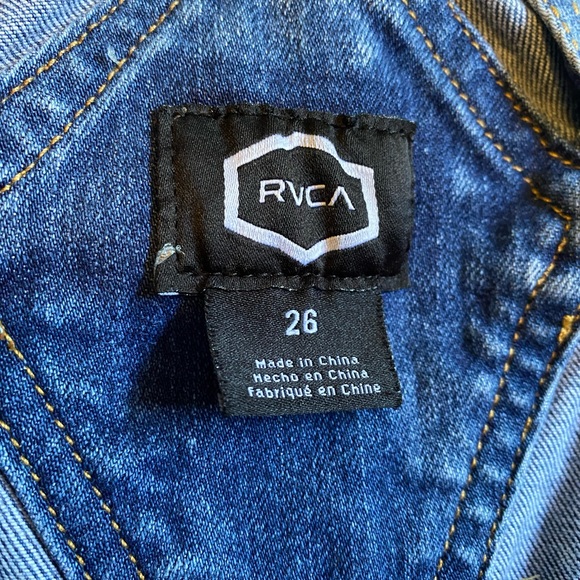 RVCA
26
Made in China
Hecho en China
Fabriqué en Chine